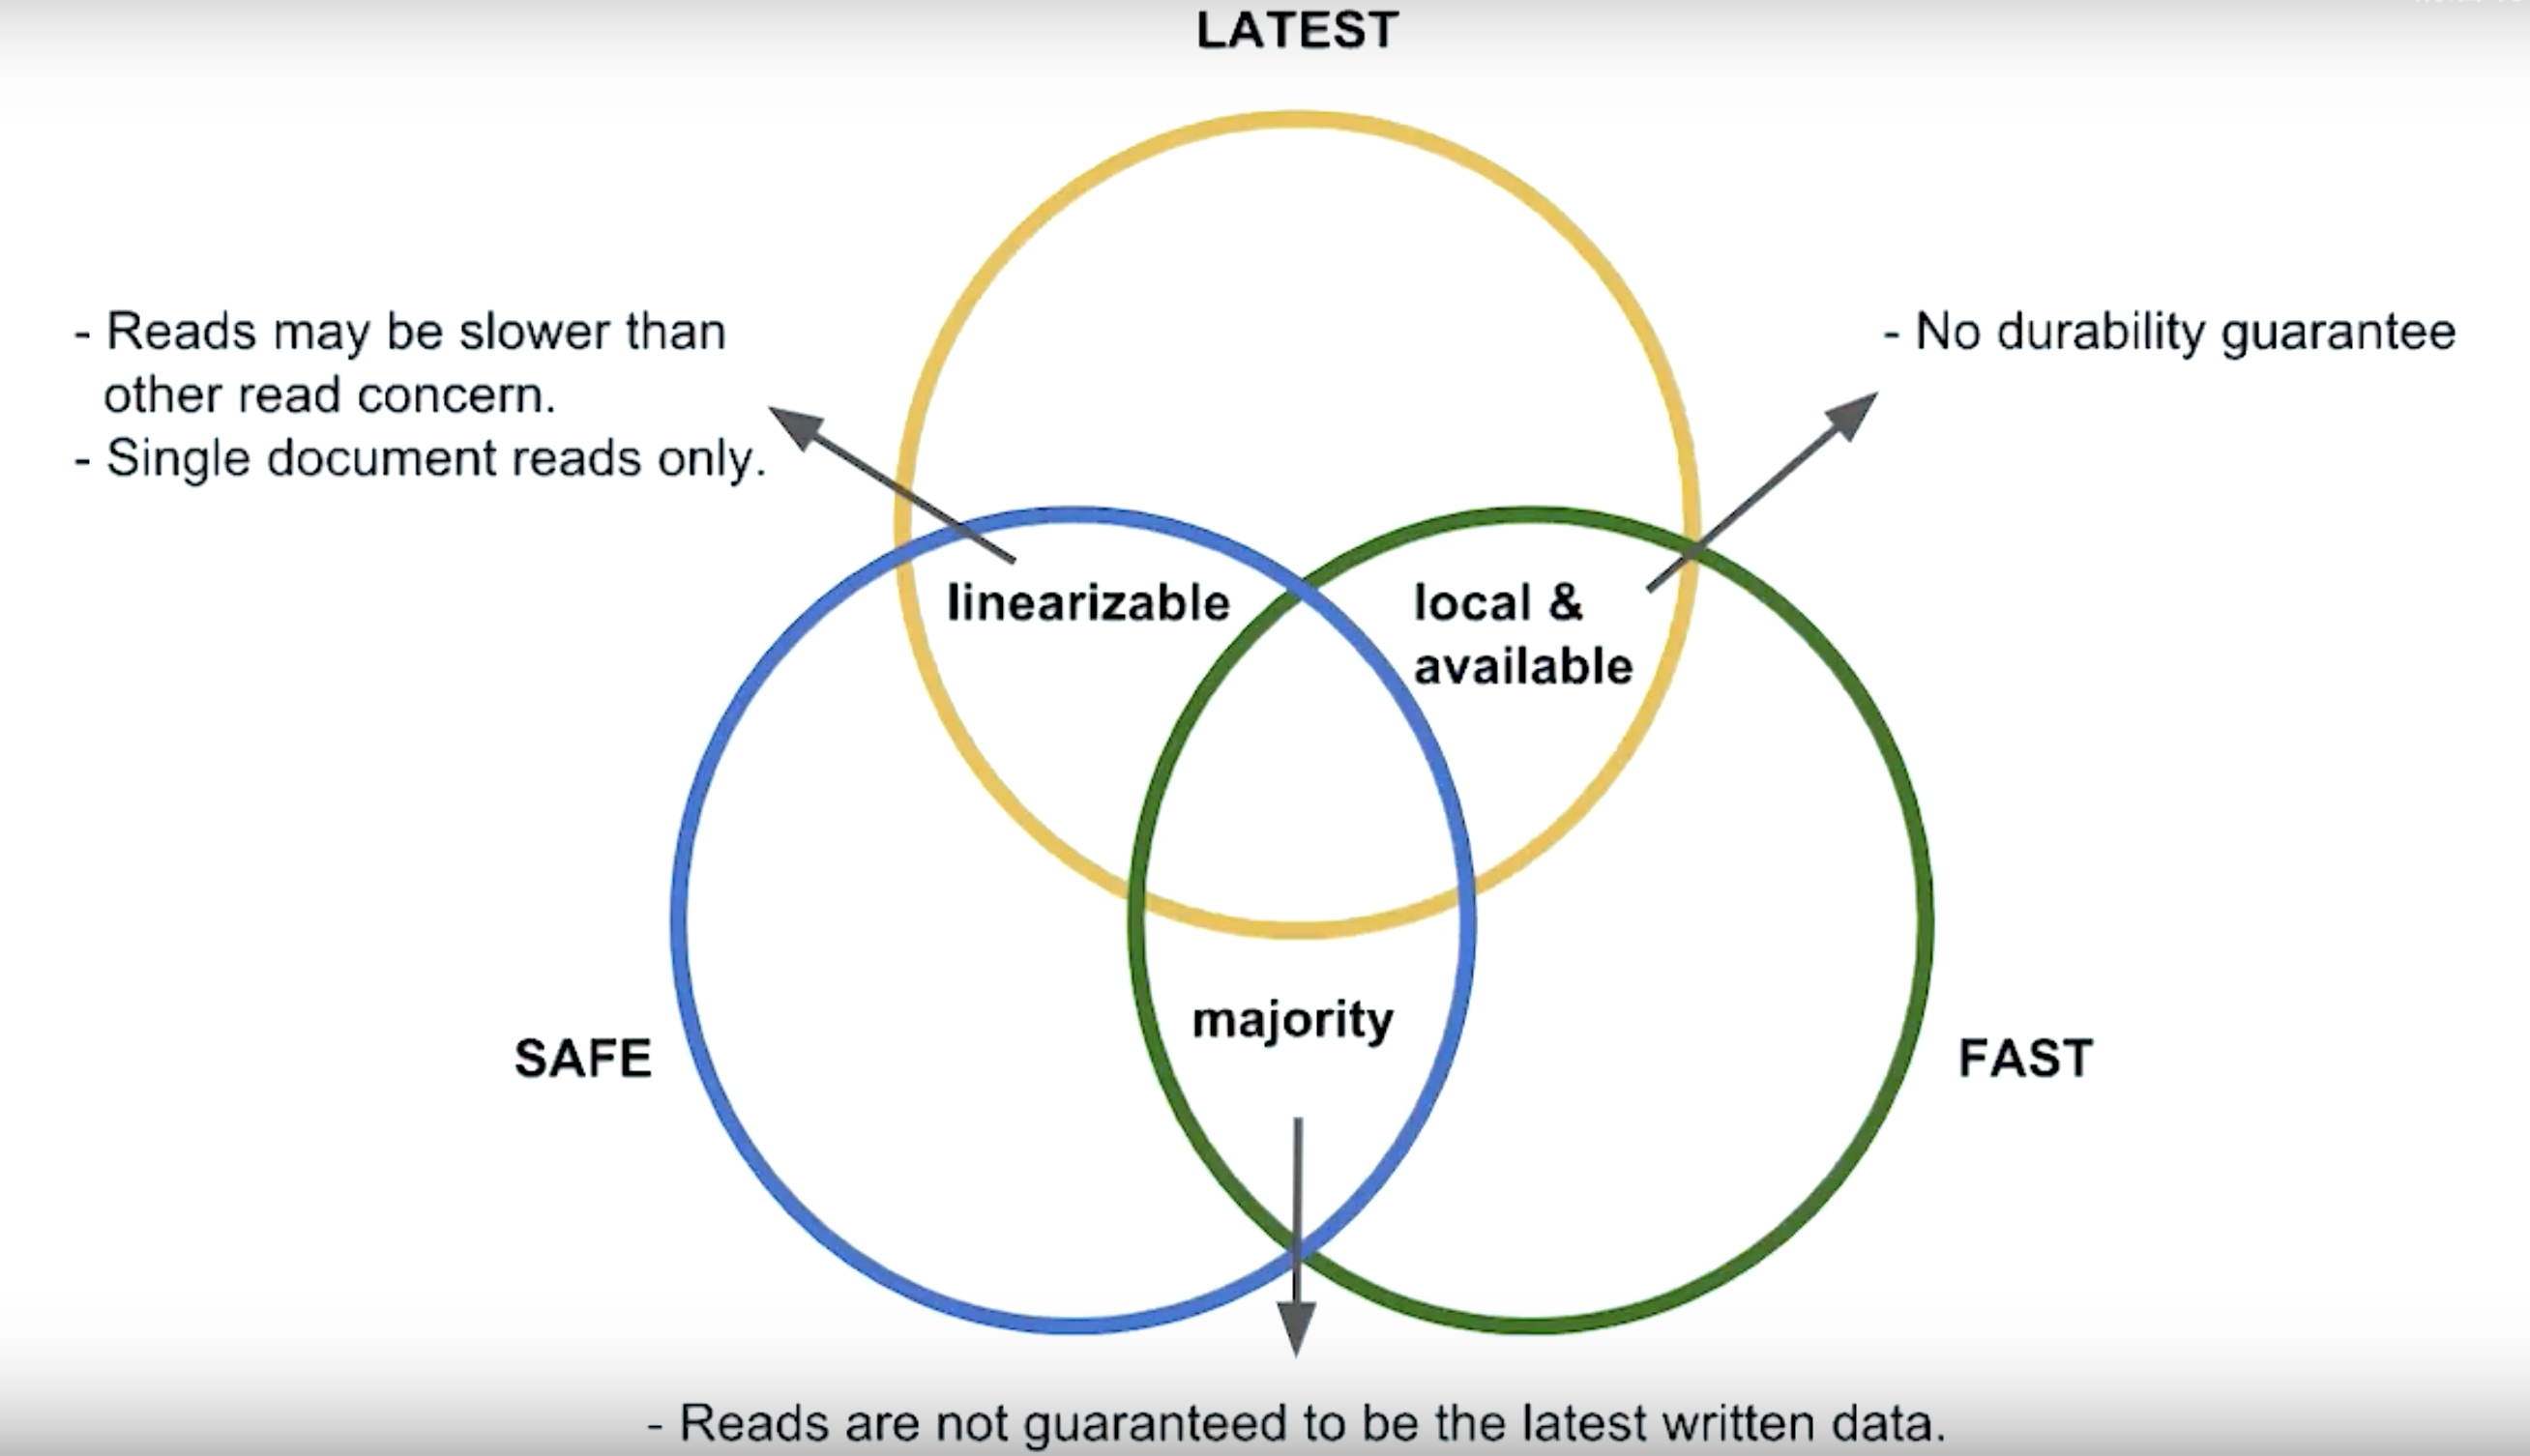 LATEST
- Reads may be slower than
other read concern.
- Single document reads only.
- No durability guarantee
linearizable
local &
available
majority
SAFE
FAST
- Reads are not guaranteed to be the latest written data.